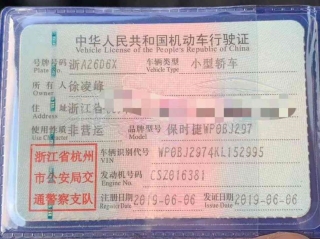 中华人民共和国机动车行驶证
Vehicle License of the People's Republic of China
号牌号码 浙AZ6D6X 车辆类型 小型轿车
Plate No. Vehicle Type
所有人 徐凌峰
Owner
住址 浙江省
Address
使用性质 非营运 品牌型号 保时捷WP0BJ297
Use Character Model
浙江省杭州
市公安局交
通警察支队
车辆识别代号 WP0BJ2974KL152995
VIN
发动机号码 CSZ016381
Engine No.
注册日期 2019-06-06 发证日期 2019-06-06
Register Date Issue Date